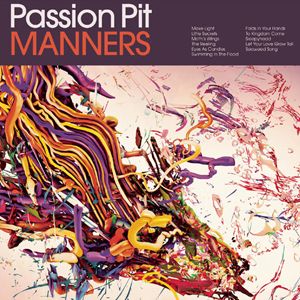 Passion Pit
MANNERS
Make Light
Little Secrets
Moth's Wings
The Reeling
Eyes As Candles
Swimming In The Flood
Folds In Your Hands
To Kingdom Come
Sleepyhead
Let Your Love Grow Tall
Seaweed Song